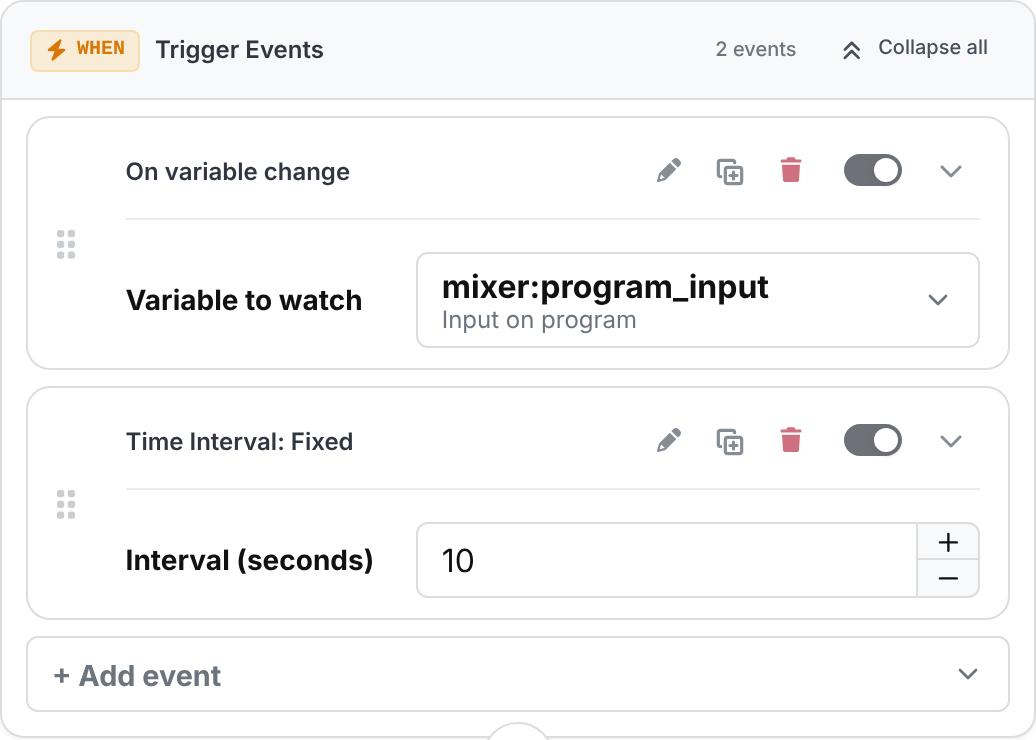 WHEN Trigger Events 2 events Collapse all
On variable change
Variable to watch
mixer:program_input
Input on program
Time Interval: Fixed
Interval (seconds) 10
+ Add event